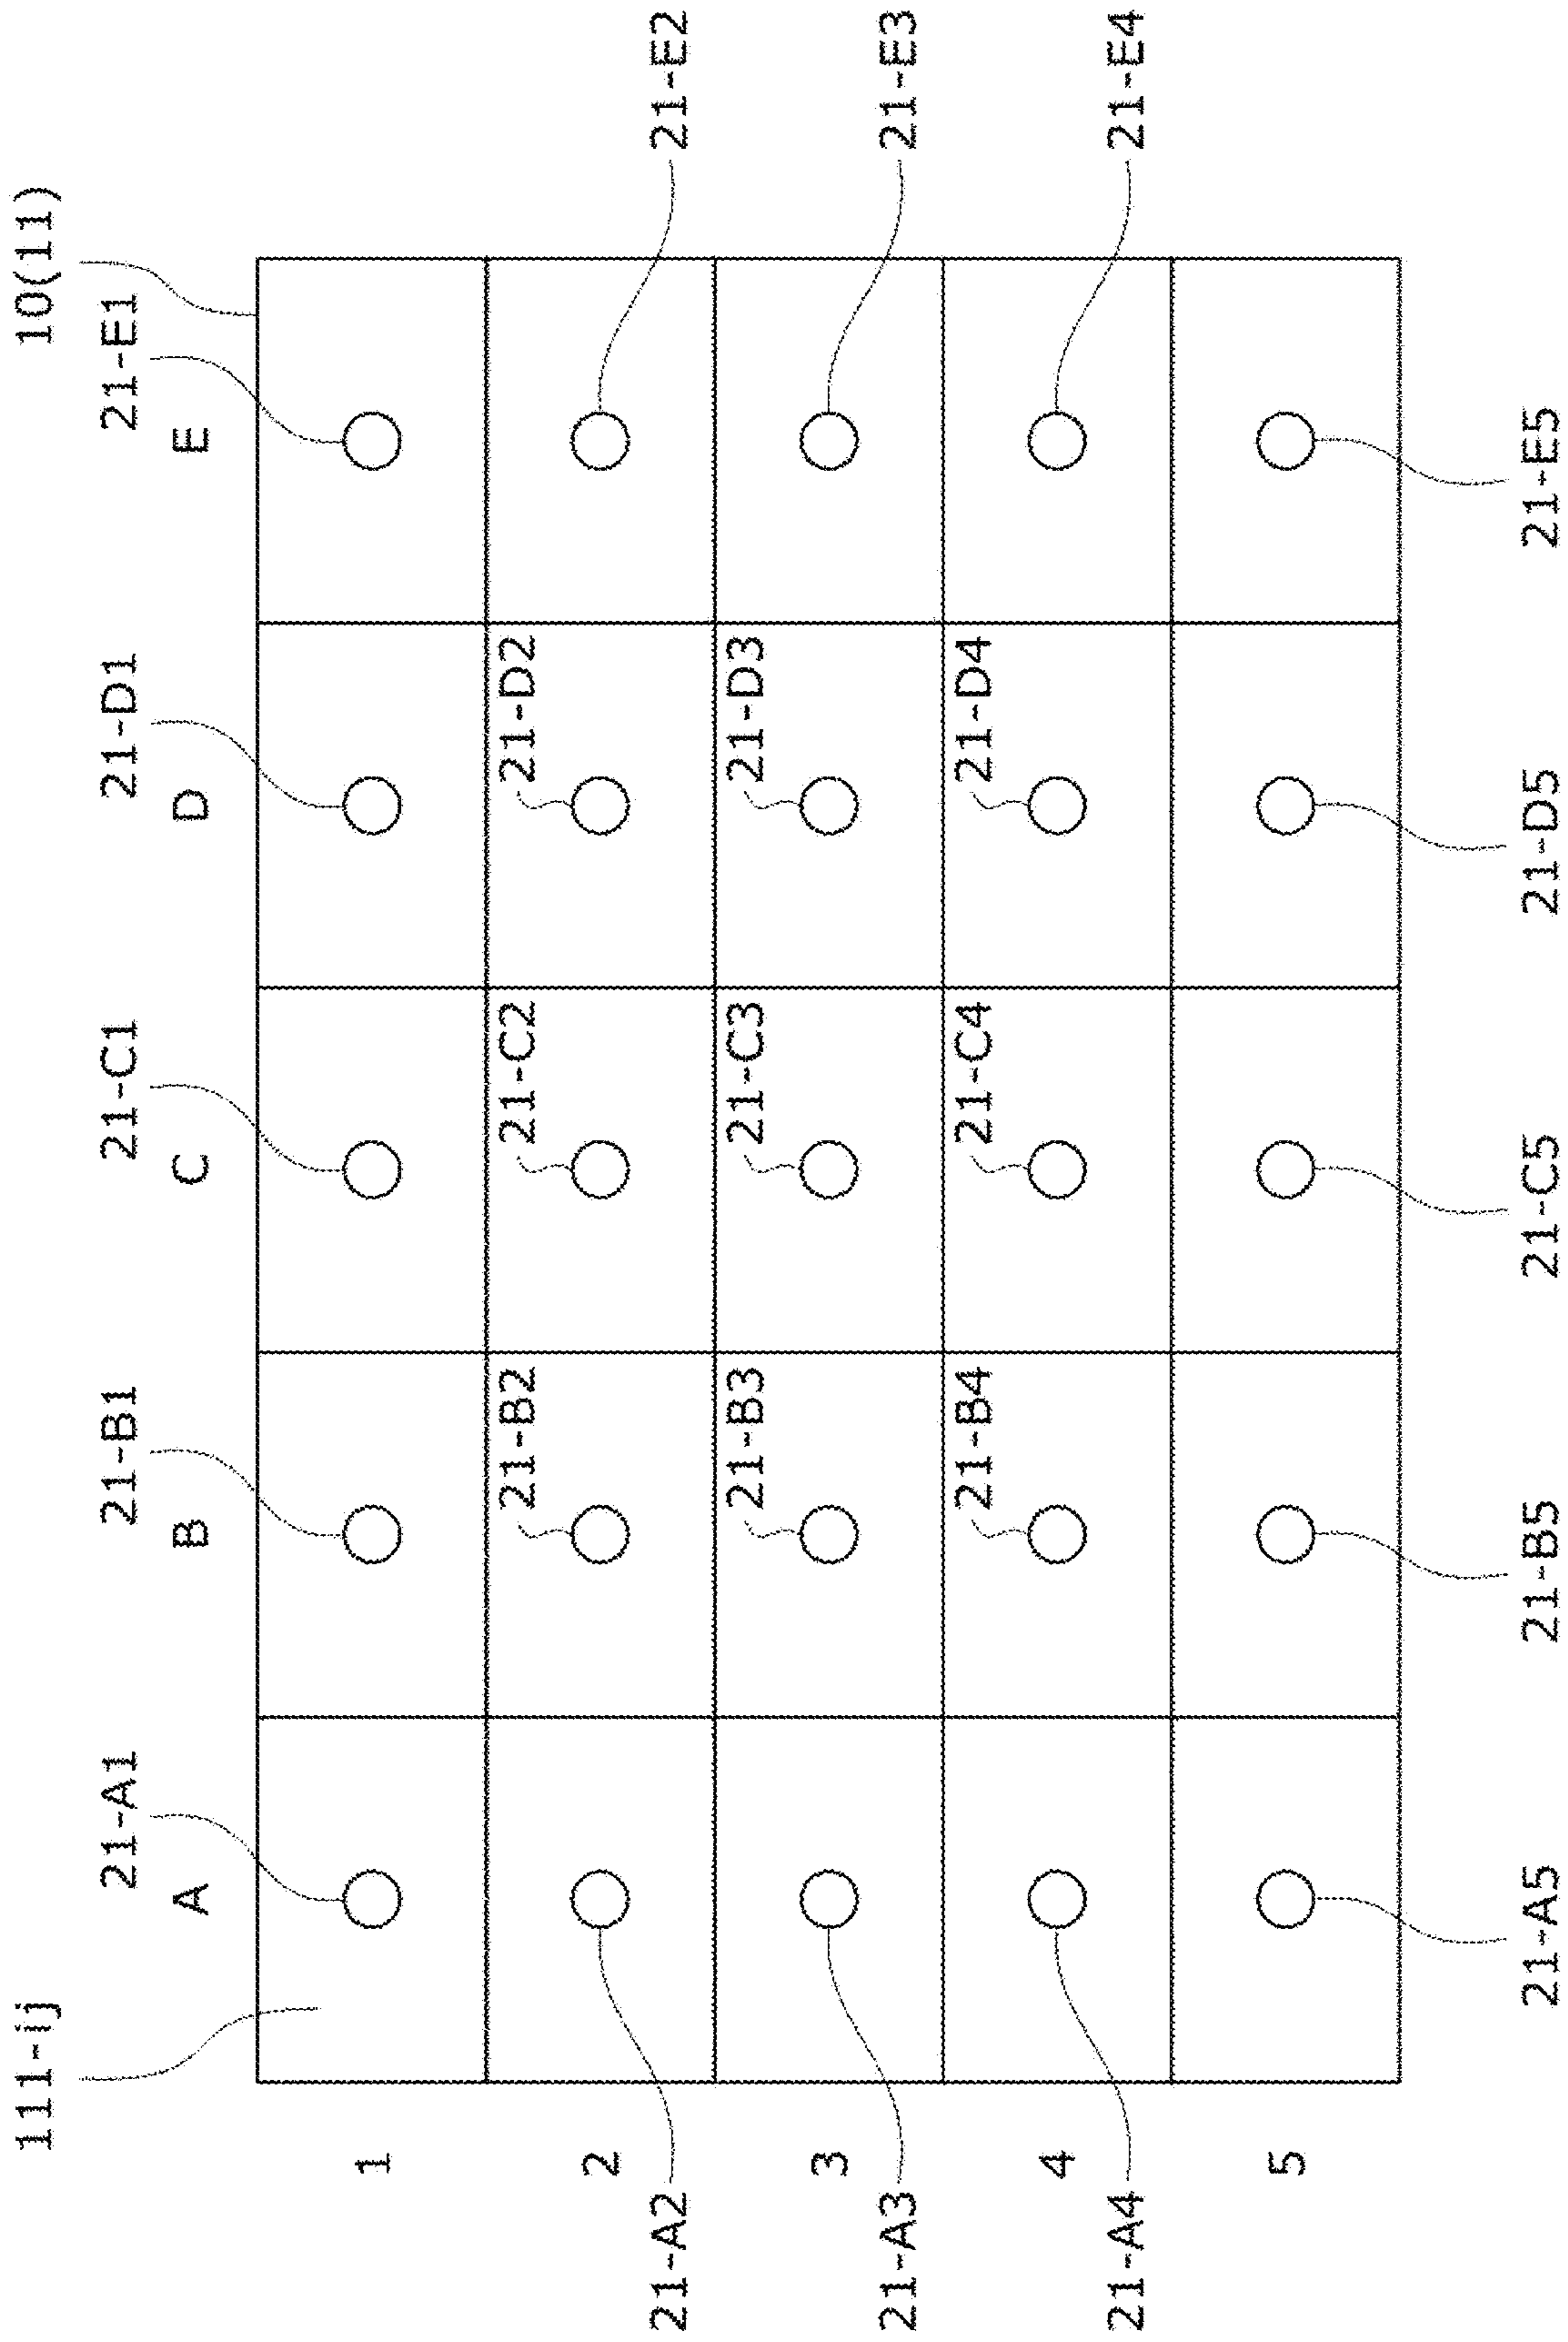 111-ij 10(11)
21-A1 21-B1 21-C1 21-D1 21-E1
A B C D E
1
21-B2 21-C2 21-D2
2
21-A2 21-E2
21-B3 21-C3 21-D3
3
21-A3 21-E3
21-B4 21-C4 21-D4
4
21-A4 21-E4
5
21-A5 21-B5 21-C5 21-D5 21-E5